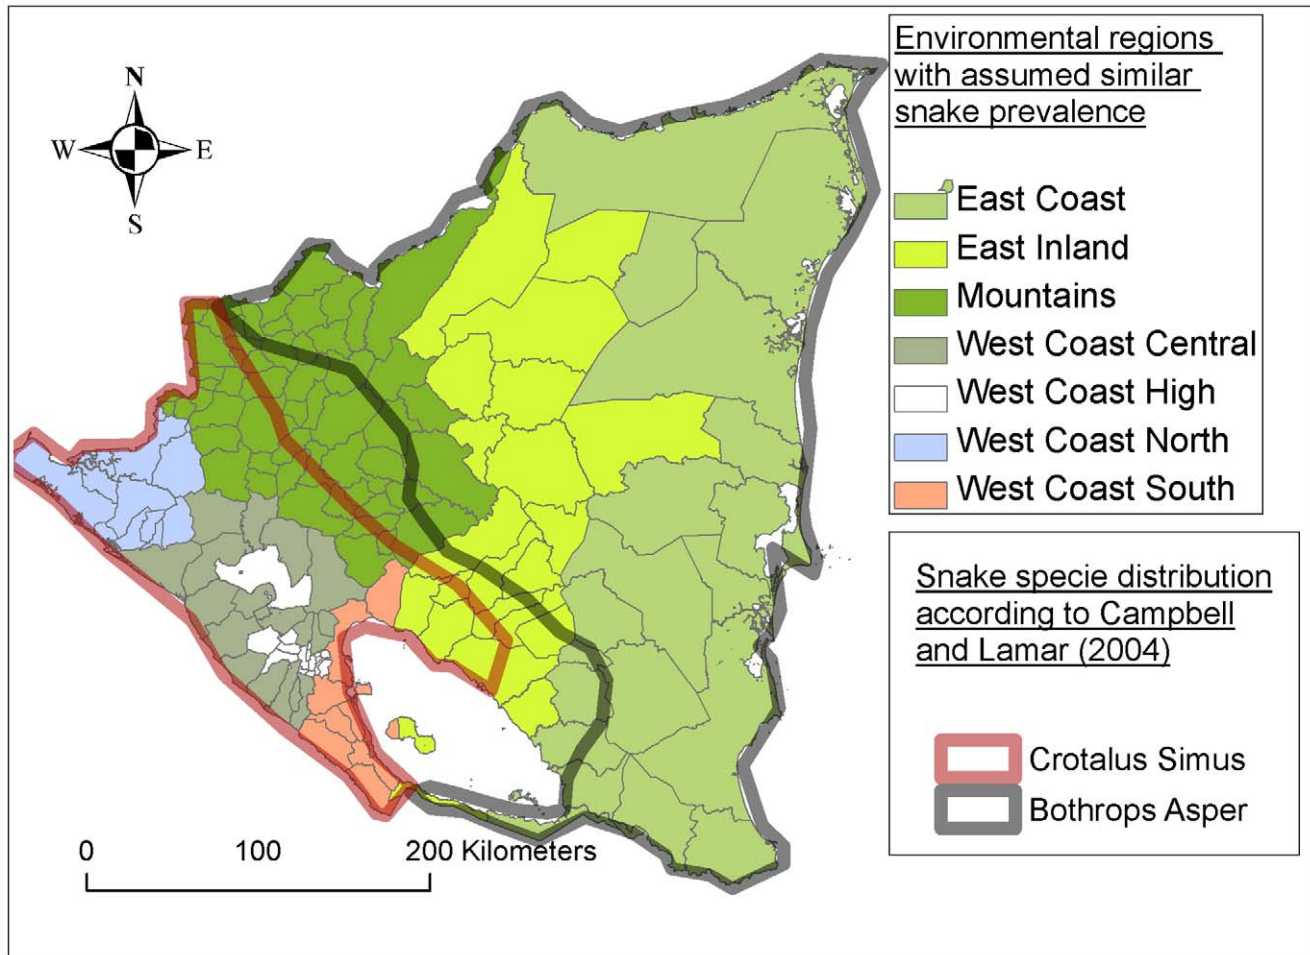 N
W E
S
0 100 200 Kilometers
Environmental regions
with assumed similar
snake prevalence
East Coast
East Inland
Mountains
West Coast Central
West Coast High
West Coast North
West Coast South
Snake specie distribution
according to Campbell
and Lamar (2004)
Crotalus Simus
Bothrops Asper